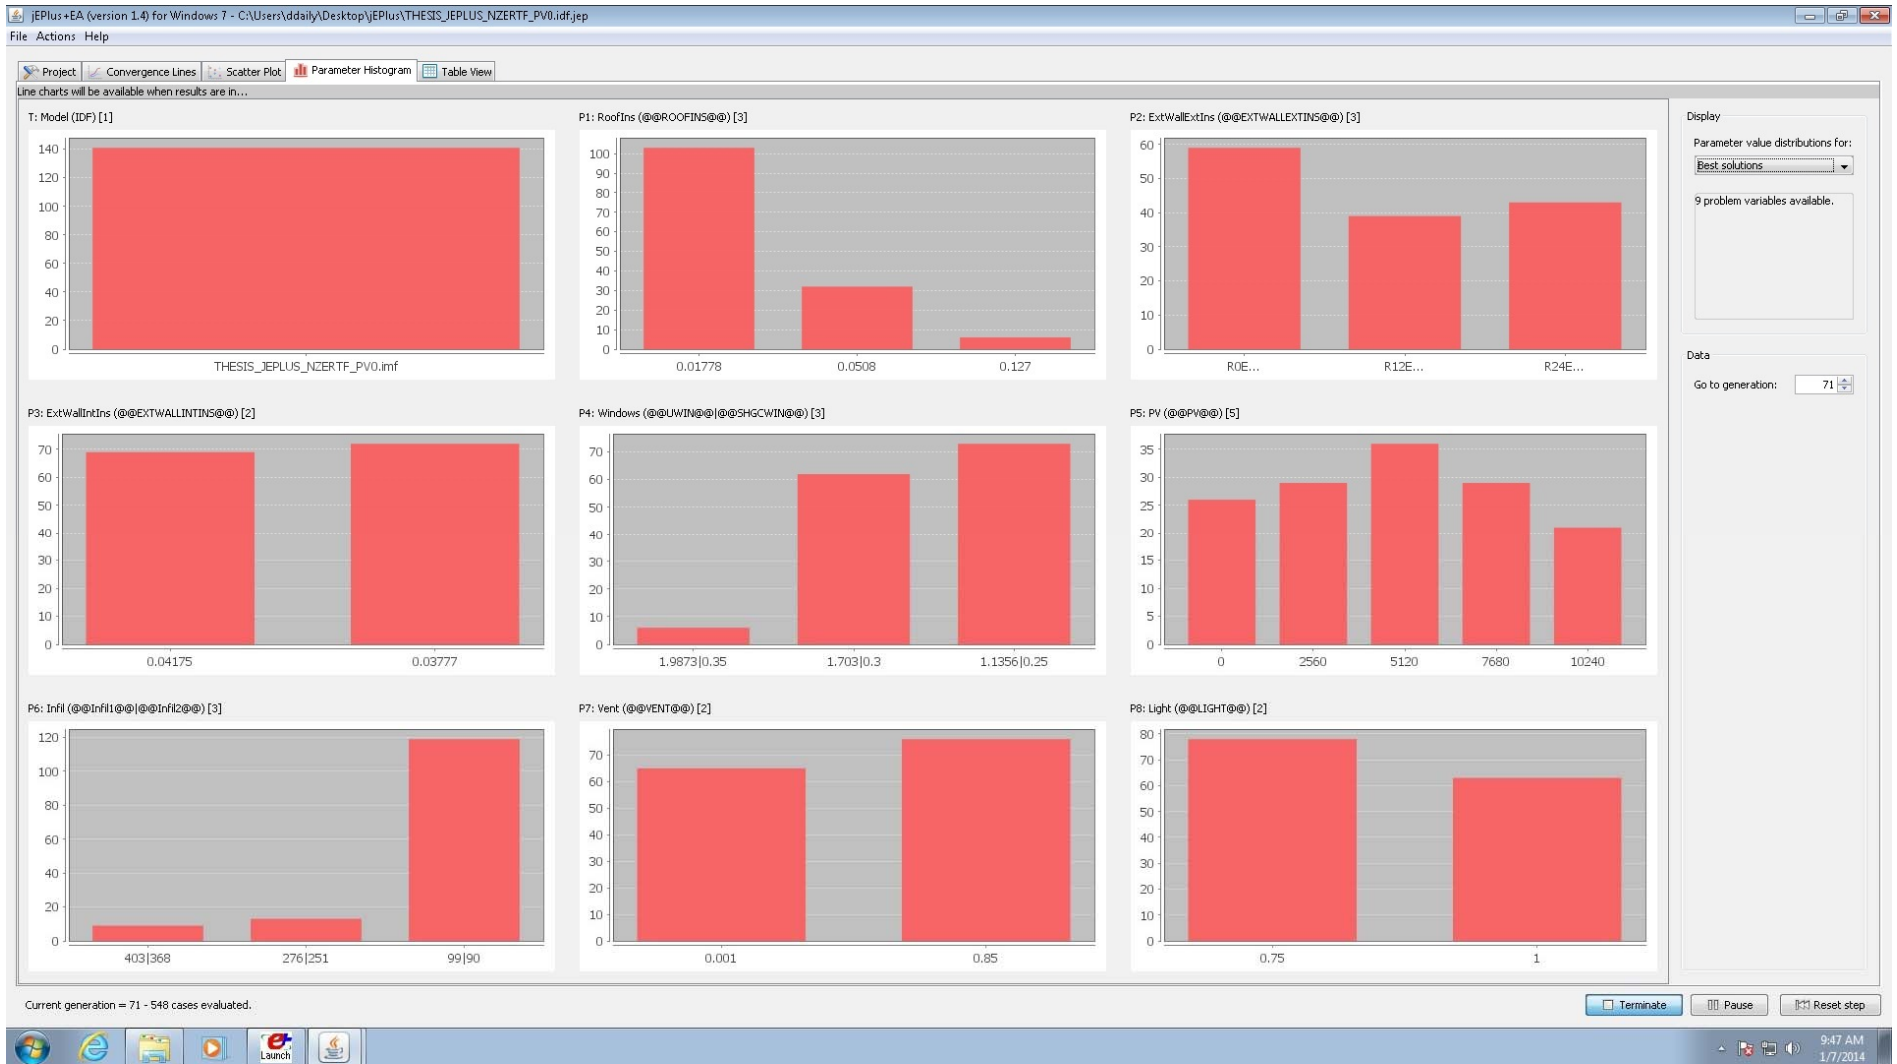 jEPlus+EA (version 1.4) for Windows 7 - C:\Users\ddaily\Desktop\jEPlus\THESIS_JEPLUS_NZERTF_PV0.idf.jep
File Actions Help
Project Convergence Lines Scatter Plot Parameter Histogram Table View
Line charts will be available when results are in...
T: Model (IDF) [1]
140
120
100
80
60
40
20
0
THESIS_JEPLUS_NZERTF_PV0.imf
P1: RoofIns (@@ROOFINS@@) [3]
100
90
80
70
60
50
40
30
20
10
0
0.01778 0.0508 0.127
P2: ExtWallExtIns (@@EXTWALLEXTINS@@) [3]
60
50
40
30
20
10
0
R0E... R12E... R24E...
P3: ExtWallIntIns (@@EXTWALLINTINS@@) [2]
70
60
50
40
30
20
10
0
0.04175 0.03777
P4: Windows (@@UWIN@@|@@SHGCWIN@@) [3]
70
60
50
40
30
20
10
0
1.9873|0.35 1.703|0.3 1.1356|0.25
P5: PV (@@PV@@) [5]
35
30
25
20
15
10
5
0
0 2560 5120 7680 10240
P6: Infil (@@Infil1@@|@@Infil2@@) [3]
120
100
80
60
40
20
0
403|368 276|251 99|90
P7: Vent (@@VENT@@) [2]
70
60
50
40
30
20
10
0
0.001 0.85
P8: Light (@@LIGHT@@) [2]
80
70
60
50
40
30
20
10
0
0.75 1
Display
Parameter value distributions for:
Best solutions
9 problem variables available.
Data
Go to generation: 71
Current generation = 71 - 548 cases evaluated.
Terminate Pause Reset step
Launch
9:47 AM
1/7/2014